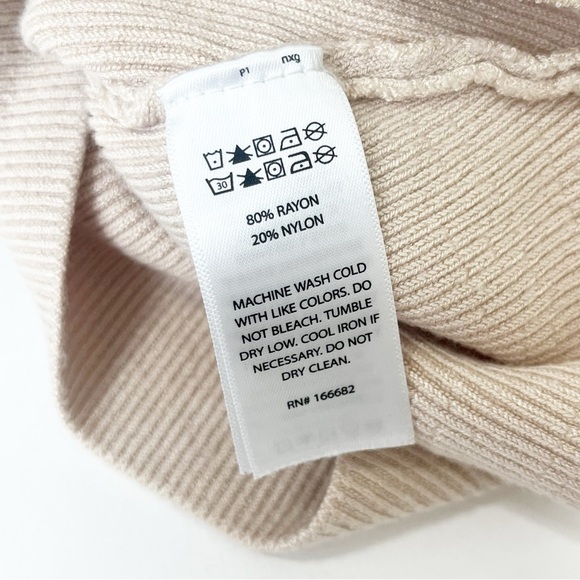 P1 nxg
30
80% RAYON
20% NYLON
MACHINE WASH COLD
WITH LIKE COLORS. DO
NOT BLEACH. TUMBLE
DRY LOW. COOL IRON IF
NECESSARY. DO NOT
DRY CLEAN.
RN# 166682